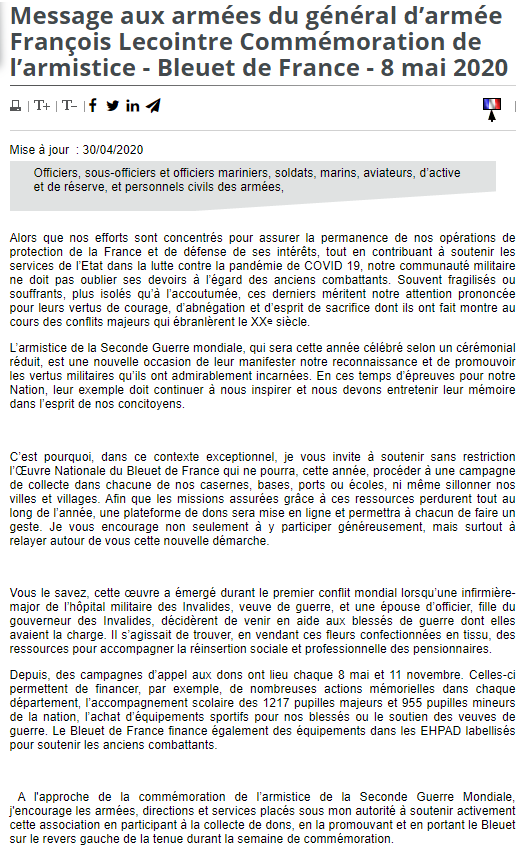 Message aux armées du général d’armée
François Lecointre Commémoration de
l’armistice - Bleuet de France - 8 mai 2020
T+ | T- |
Mise à jour : 30/04/2020
Officiers, sous-officiers et officiers mariniers, soldats, marins, aviateurs, d’active
et de réserve, et personnels civils des armées,
Alors que nos efforts sont concentrés pour assurer la permanence de nos opérations de
protection de la France et de défense de ses intérêts, tout en contribuant à soutenir les
services de l’Etat dans la lutte contre la pandémie de COVID 19, notre communauté militaire
ne doit pas oublier ses devoirs à l’égard des anciens combattants. Souvent fragilisés ou
souffrants, plus isolés qu’à l’accoutumée, ces derniers méritent notre attention prononcée
pour leurs vertus de courage, d’abnégation et d’esprit de sacrifice dont ils ont fait montre au
cours des conflits majeurs qui ébranlèrent le XXe siècle.
L’armistice de la Seconde Guerre mondiale, qui sera cette année célébré selon un cérémonial
réduit, est une nouvelle occasion de leur manifester notre reconnaissance et de promouvoir
les vertus militaires qu’ils ont admirablement incarnées. En ces temps d’épreuves pour notre
Nation, leur exemple doit continuer à nous inspirer et nous devons entretenir leur mémoire
dans l’esprit de nos concitoyens.
C’est pourquoi, dans ce contexte exceptionnel, je vous invite à soutenir sans restriction
l’Œuvre Nationale du Bleuet de France qui ne pourra, cette année, procéder à une campagne
de collecte dans chacune de nos casernes, bases, ports ou écoles, ni même sillonner nos
villes et villages. Afin que les missions assurées grâce à ces ressources perdurent tout au
long de l’année, une plateforme de dons sera mise en ligne et permettra à chacun de faire un
geste. Je vous encourage non seulement à y participer généreusement, mais surtout à
relayer autour de vous cette nouvelle démarche.
Vous le savez, cette œuvre a émergé durant le premier conflit mondial lorsqu’une infirmière-
major de l’hôpital militaire des Invalides, veuve de guerre, et une épouse d’officier, fille du
gouverneur des Invalides, décidèrent de venir en aide aux blessés de guerre dont elles
avaient la charge. Il s’agissait de trouver, en vendant ces fleurs confectionnées en tissu, des
ressources pour accompagner la réinsertion sociale et professionnelle des pensionnaires.
Depuis, des campagnes d’appel aux dons ont lieu chaque 8 mai et 11 novembre. Celles-ci
permettent de financer, par exemple, de nombreuses actions mémorielles dans chaque
département, l’accompagnement scolaire des 1217 pupilles majeurs et 955 pupilles mineurs
de la nation, l’achat d’équipements sportifs pour nos blessés ou le soutien des veuves de
guerre. Le Bleuet de France finance également des équipements dans les EHPAD labellisés
pour soutenir les anciens combattants.
A l’approche de la commémoration de l’armistice de la Seconde Guerre Mondiale,
j’encourage les armées, directions et services placés sous mon autorité à soutenir activement
cette association en participant à la collecte de dons, en la promouvant et en portant le Bleuet
sur le revers gauche de la tenue durant la semaine de commémoration.